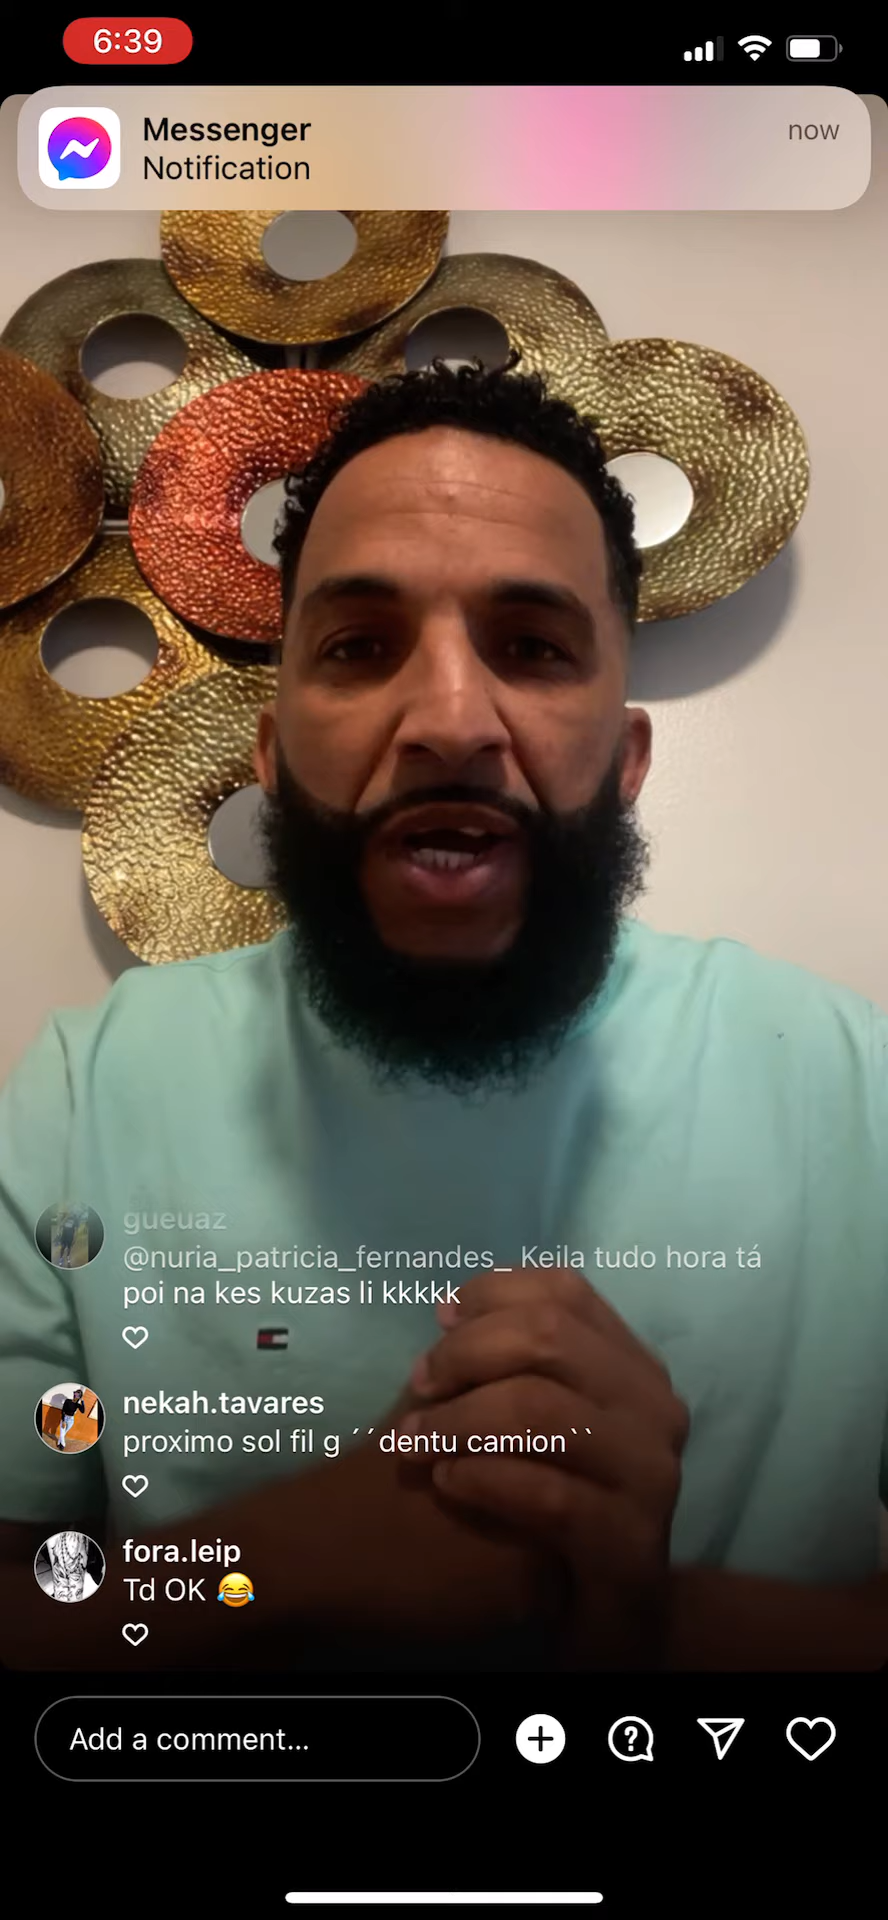 6:39
Messenger
now
Notification
gueuaz
@nuria_patricia_fernandes_ Keila tudo hora tá
poi na kes kuzas li kkkkk
nekah.tavares
proximo sol fil g ´´dentu camion``
fora.leip
Td OK 😂
Add a comment...